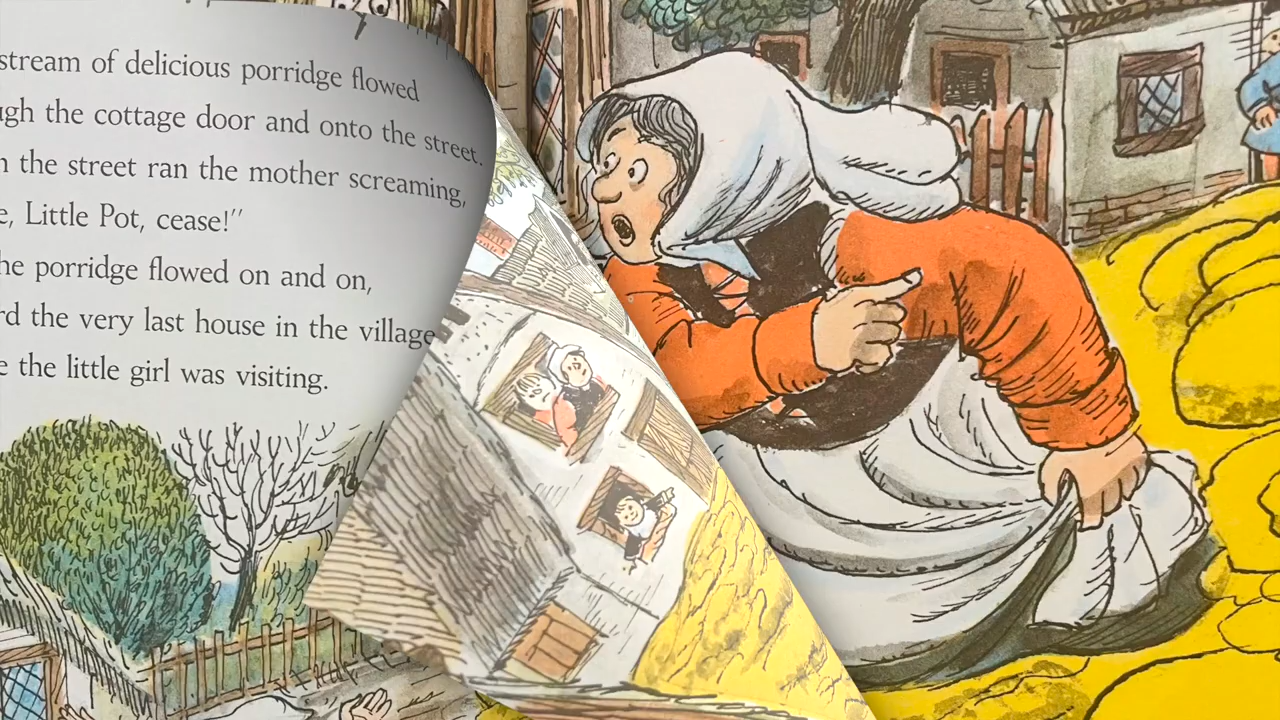 stream of delicious porridge flowed
ugh the cottage door and onto the street.
n the street ran the mother screaming,
e, Little Pot, cease!”
he porridge flowed on and on,
rd the very last house in the village
e the little girl was visiting.